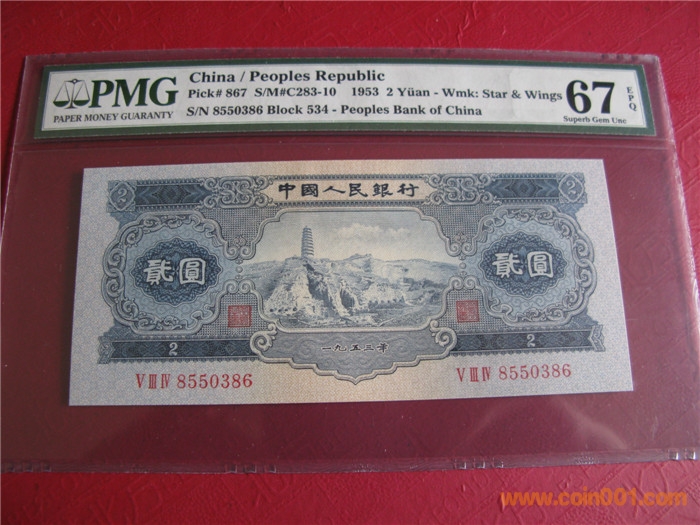 PMG
PAPER MONEY GUARANTY
China / Peoples Republic
Pick# 867 S/M#C283-10 1953 2 Yüan - Wmk: Star & Wings
S/N 8550386 Block 534 - Peoples Bank of China
67 EPQ
Superb Gem Unc
2 中國人民銀行 2
貳圓 貳圓
2 一九五三年 2
V III IV 8550386 V III IV 8550386
www.coin001.com